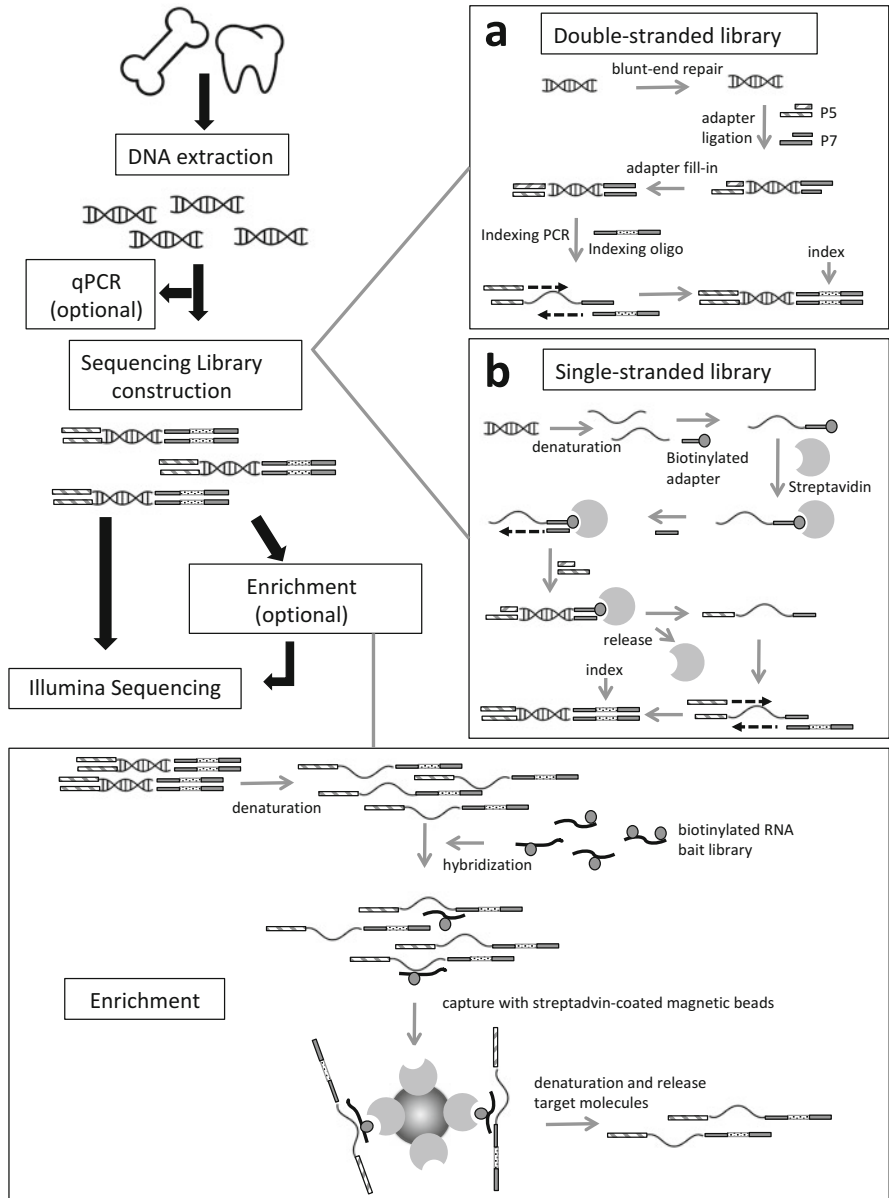 DNA extraction
qPCR
(optional)
Sequencing Library
construction
Enrichment
(optional)
Illumina Sequencing
a
Double-stranded library
blunt-end repair
adapter
ligation
P5
P7
adapter fill-in
Indexing PCR
Indexing oligo
index
b
Single-stranded library
denaturation
Biotinylated
adapter
Streptavidin
release
index
denaturation
hybridization
biotinylated RNA
bait library
Enrichment
capture with streptadvin-coated magnetic beads
denaturation and release
target molecules